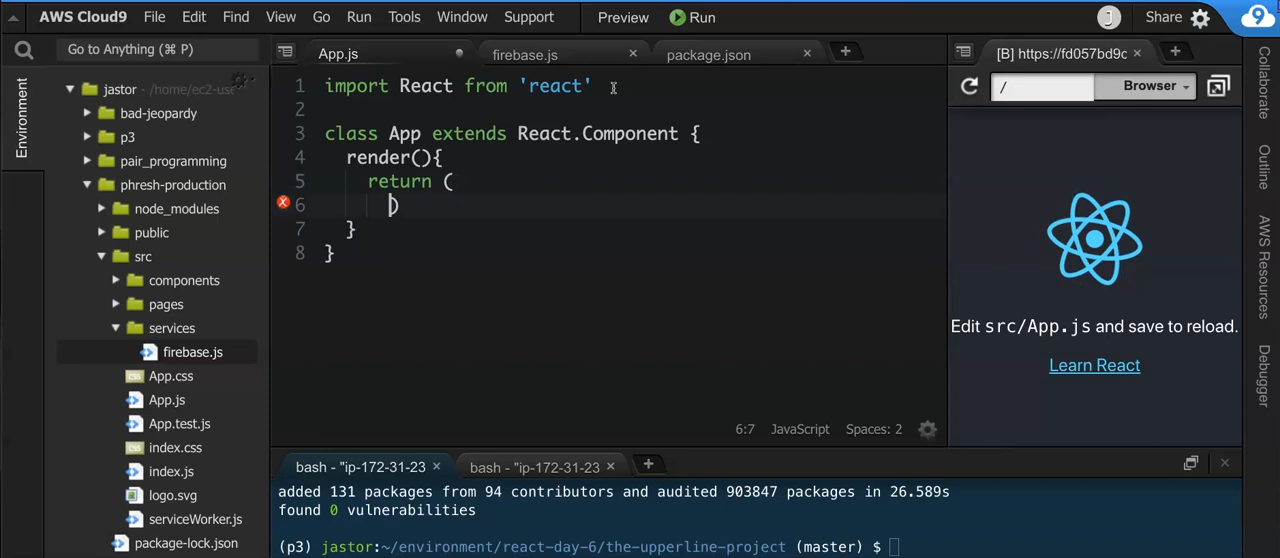 AWS Cloud9 File Edit Find View Go Run Tools Window Support Preview Run J Share 9
Go to Anything (⌘ P)
App.js firebase.js package.json
[B] https://fd057bd9c
/ Browser
Environment
Collaborate
Outline
AWS Resources
Debugger
jastor - /home/ec2-use
bad-jeopardy
p3
pair_programming
phresh-production
node_modules
public
src
components
pages
services
firebase.js
App.css
App.js
App.test.js
index.css
index.js
logo.svg
serviceWorker.js
package-lock.json
1 import React from 'react'
2
3 class App extends React.Component {
4 render(){
5 return (
6 )
7 }
8 }
6:7 JavaScript Spaces: 2
Edit src/App.js and save to reload.
Learn React
bash - "ip-172-31-23 bash - "ip-172-31-23
added 131 packages from 94 contributors and audited 903847 packages in 26.589s
found 0 vulnerabilities
(p3) jastor:~/environment/react-day-6/the-upperline-project (master) $